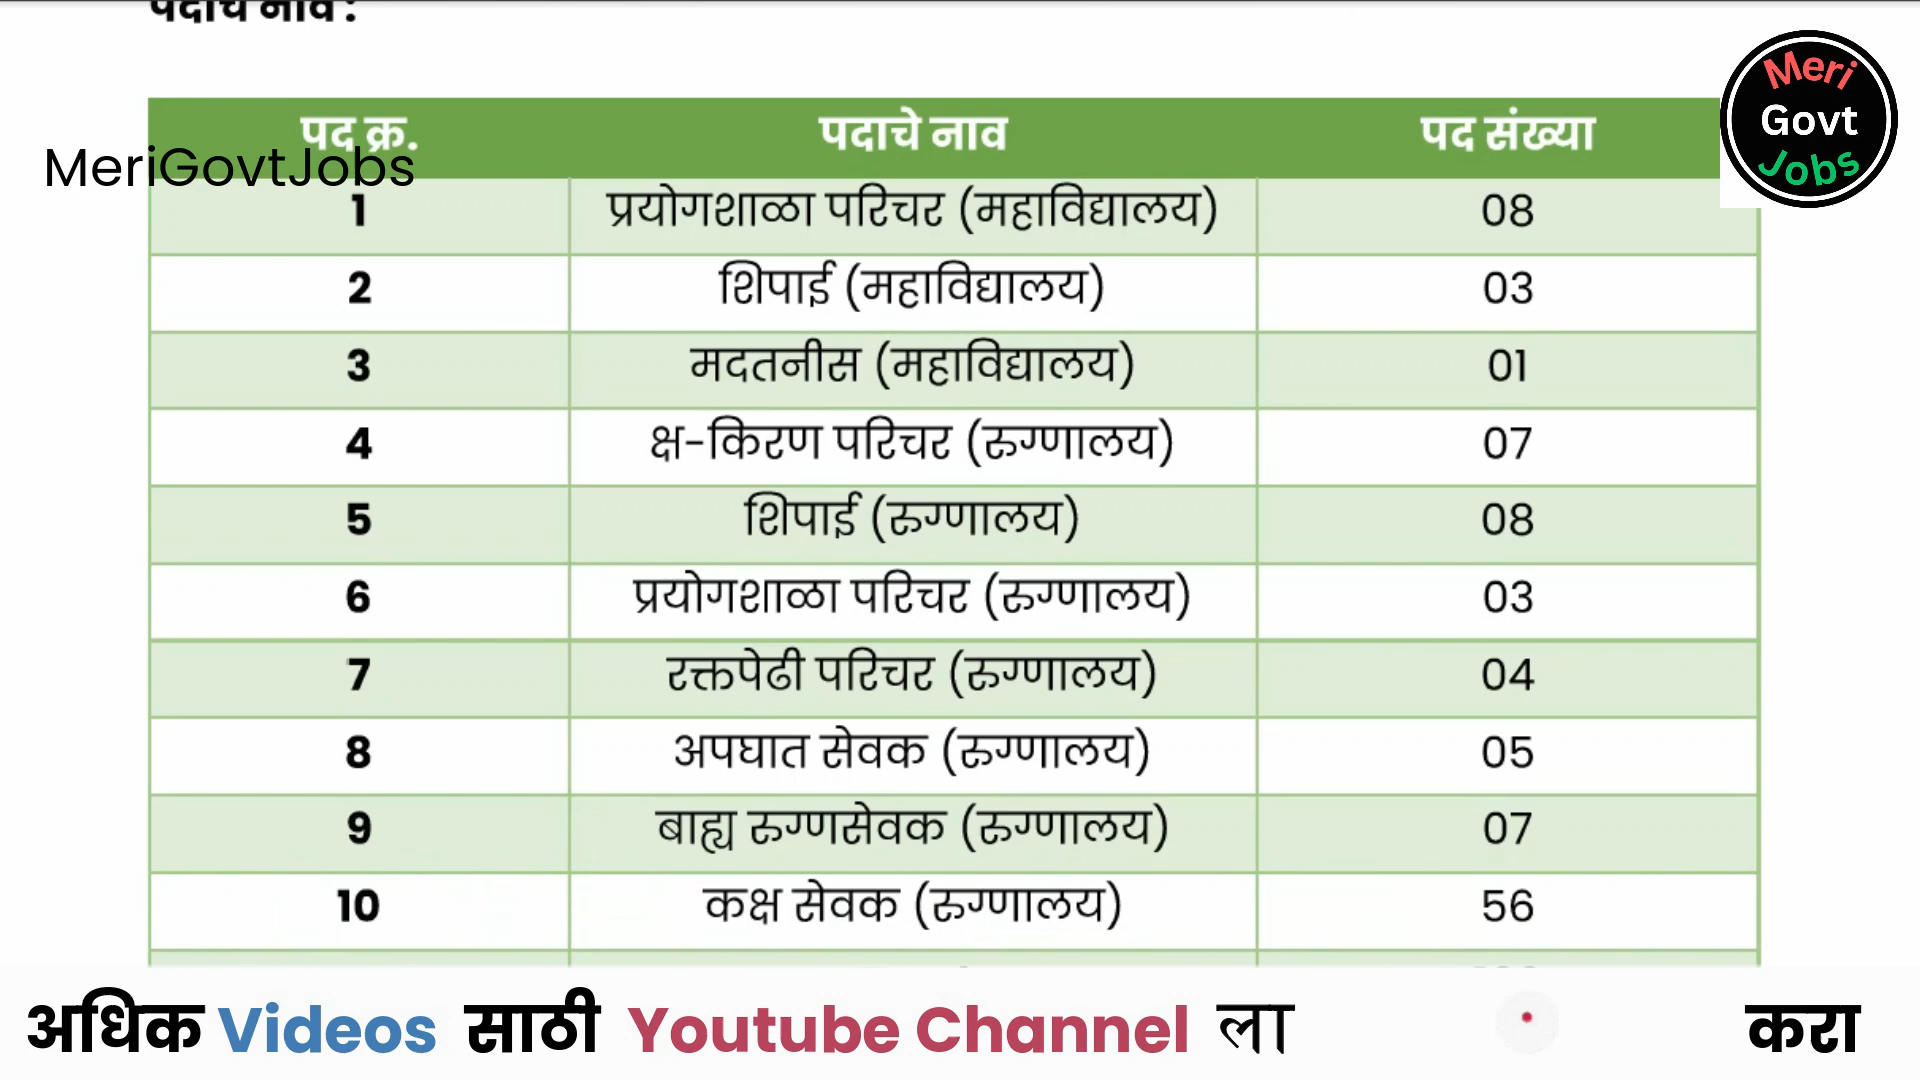 पदाचे नाव :
पद क्र. पदाचे नाव पद संख्या
MeriGovtJobs
Meri
Govt
Jobs
1 प्रयोगशाळा परिचर (महाविद्यालय) 08
2 शिपाई (महाविद्यालय) 03
3 मदतनीस (महाविद्यालय) 01
4 क्ष-किरण परिचर (रुग्णालय) 07
5 शिपाई (रुग्णालय) 08
6 प्रयोगशाळा परिचर (रुग्णालय) 03
7 रक्तपेढी परिचर (रुग्णालय) 04
8 अपघात सेवक (रुग्णालय) 05
9 बाह्य रुग्णसेवक (रुग्णालय) 07
10 कक्ष सेवक (रुग्णालय) 56
अधिक Videos साठी Youtube Channel ला करा